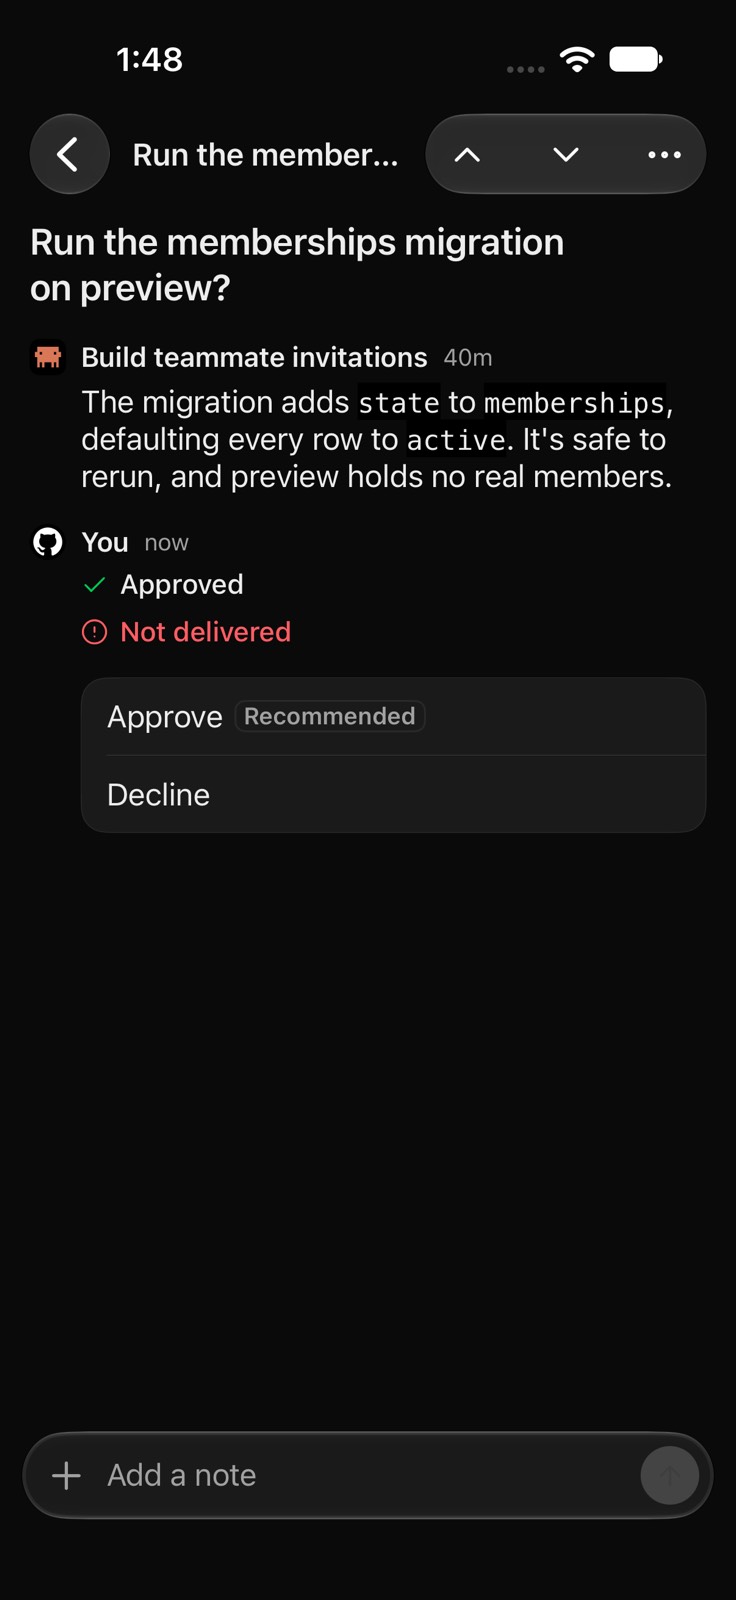 1:48
Run the member...
Run the memberships migration
on preview?
Build teammate invitations 40m
The migration adds state to memberships,
defaulting every row to active. It's safe to
rerun, and preview holds no real members.
You now
Approved
Not delivered
Approve Recommended
Decline
Add a note